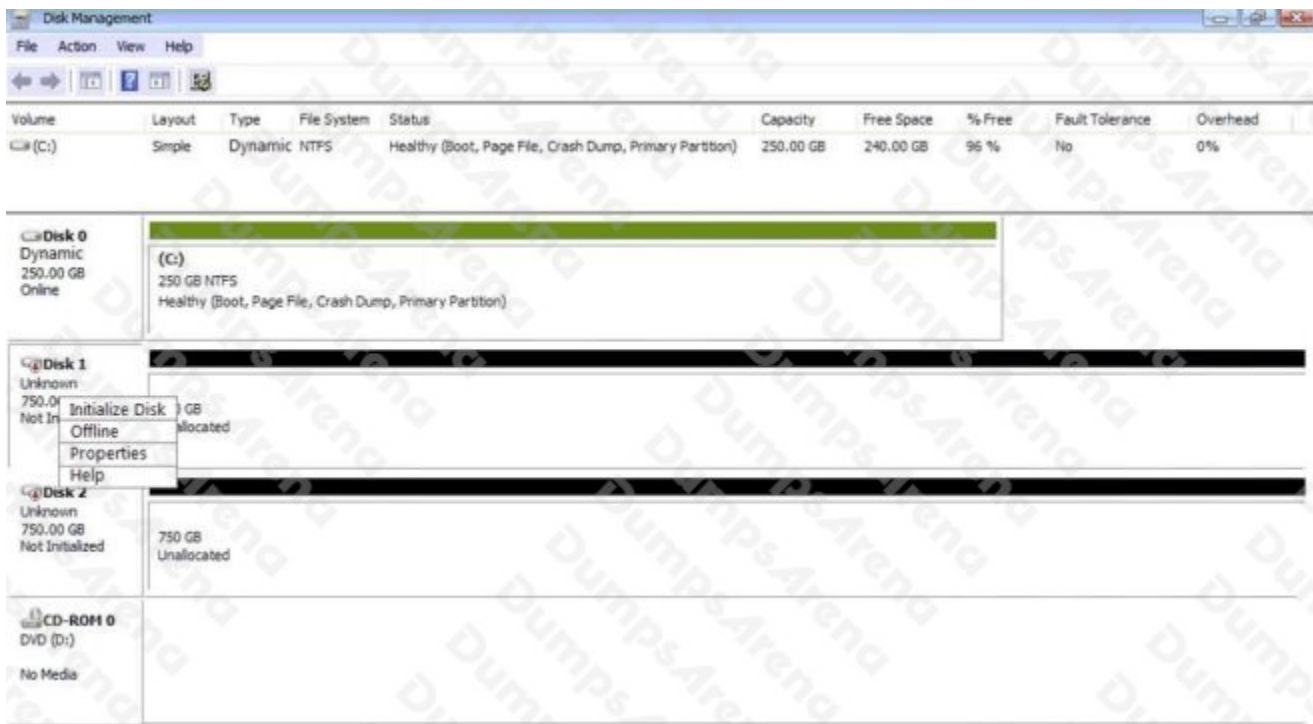 Disk Management
File Action View Help
Volume Layout Type File System Status Capacity Free Space % Free Fault Tolerance Overhead
(C:) Simple Dynamic NTFS Healthy (Boot, Page File, Crash Dump, Primary Partition) 250.00 GB 240.00 GB 96 % No 0%
Disk 0
Dynamic
250.00 GB
Online
(C:)
250 GB NTFS
Healthy (Boot, Page File, Crash Dump, Primary Partition)
Disk 1
Unknown
Initialize Disk
Offline
Properties
Help
GB
Disk 2
Unknown
750.00 GB
Not Initialized
750 GB
Unallocated
CD-ROM 0
DVD (D:)
No Media
DumpsArena